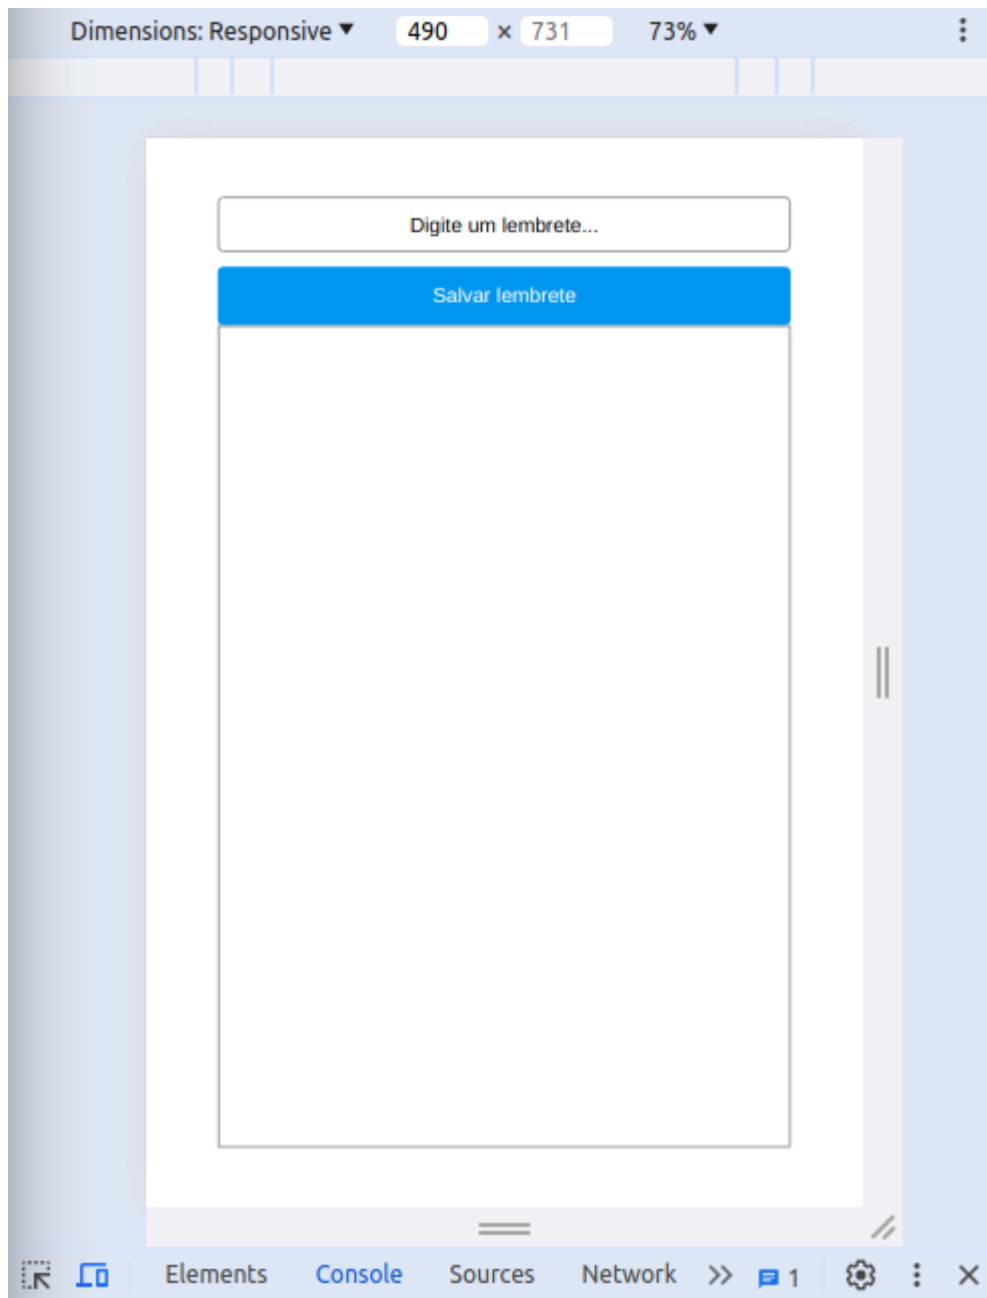 Dimensions: Responsive ▼ 490 × 731 73% ▼
Digite um lembrete...
Salvar lembrete
Elements Console Sources Network 1